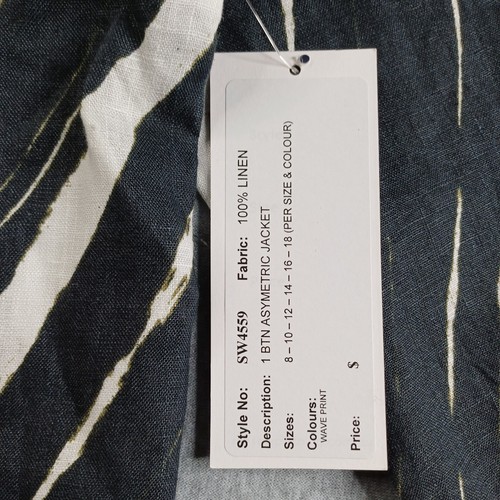 Style No: SW4559 Fabric: 100% LINEN
Description: 1 BTN ASYMETRIC JACKET
Sizes: 8 – 10 – 12 – 14 – 16 – 18 (PER SIZE & COLOUR)
Colours:
WAVE PRINT
Price: $